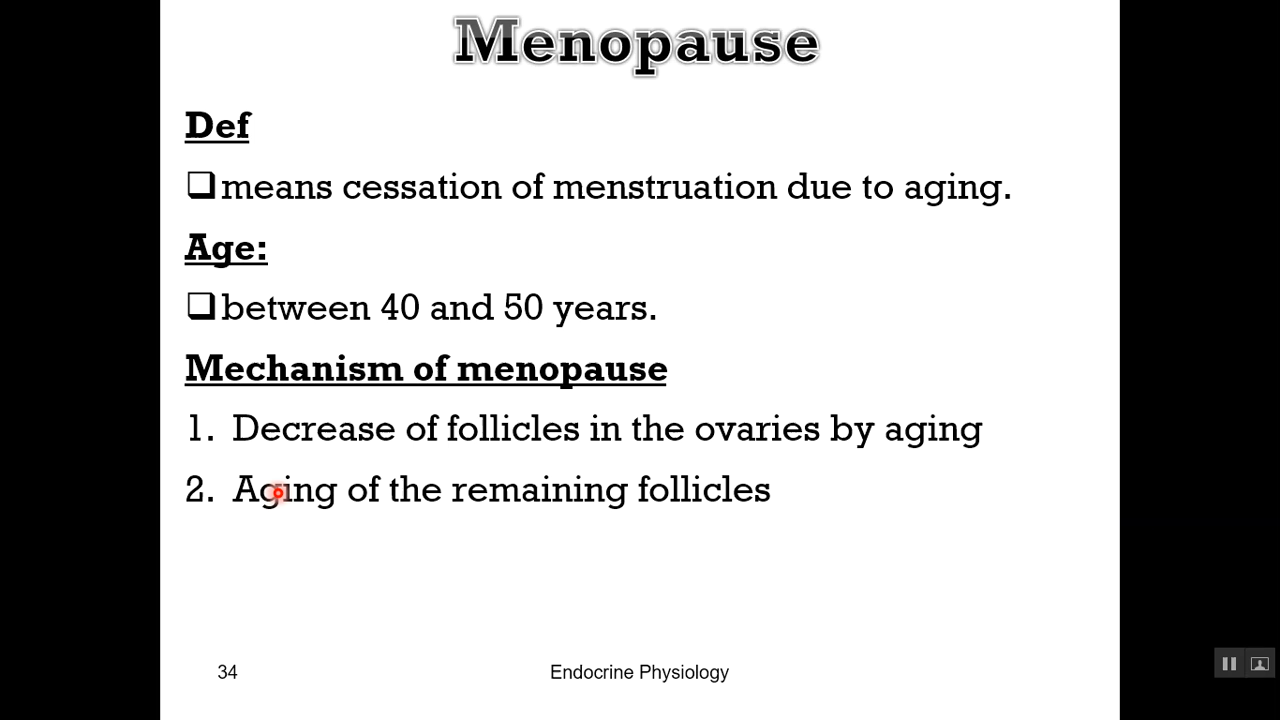 Menopause
Def
❑means cessation of menstruation due to aging.
Age:
❑between 40 and 50 years.
Mechanism of menopause
1. Decrease of follicles in the ovaries by aging
2. Aging of the remaining follicles
34
Endocrine Physiology